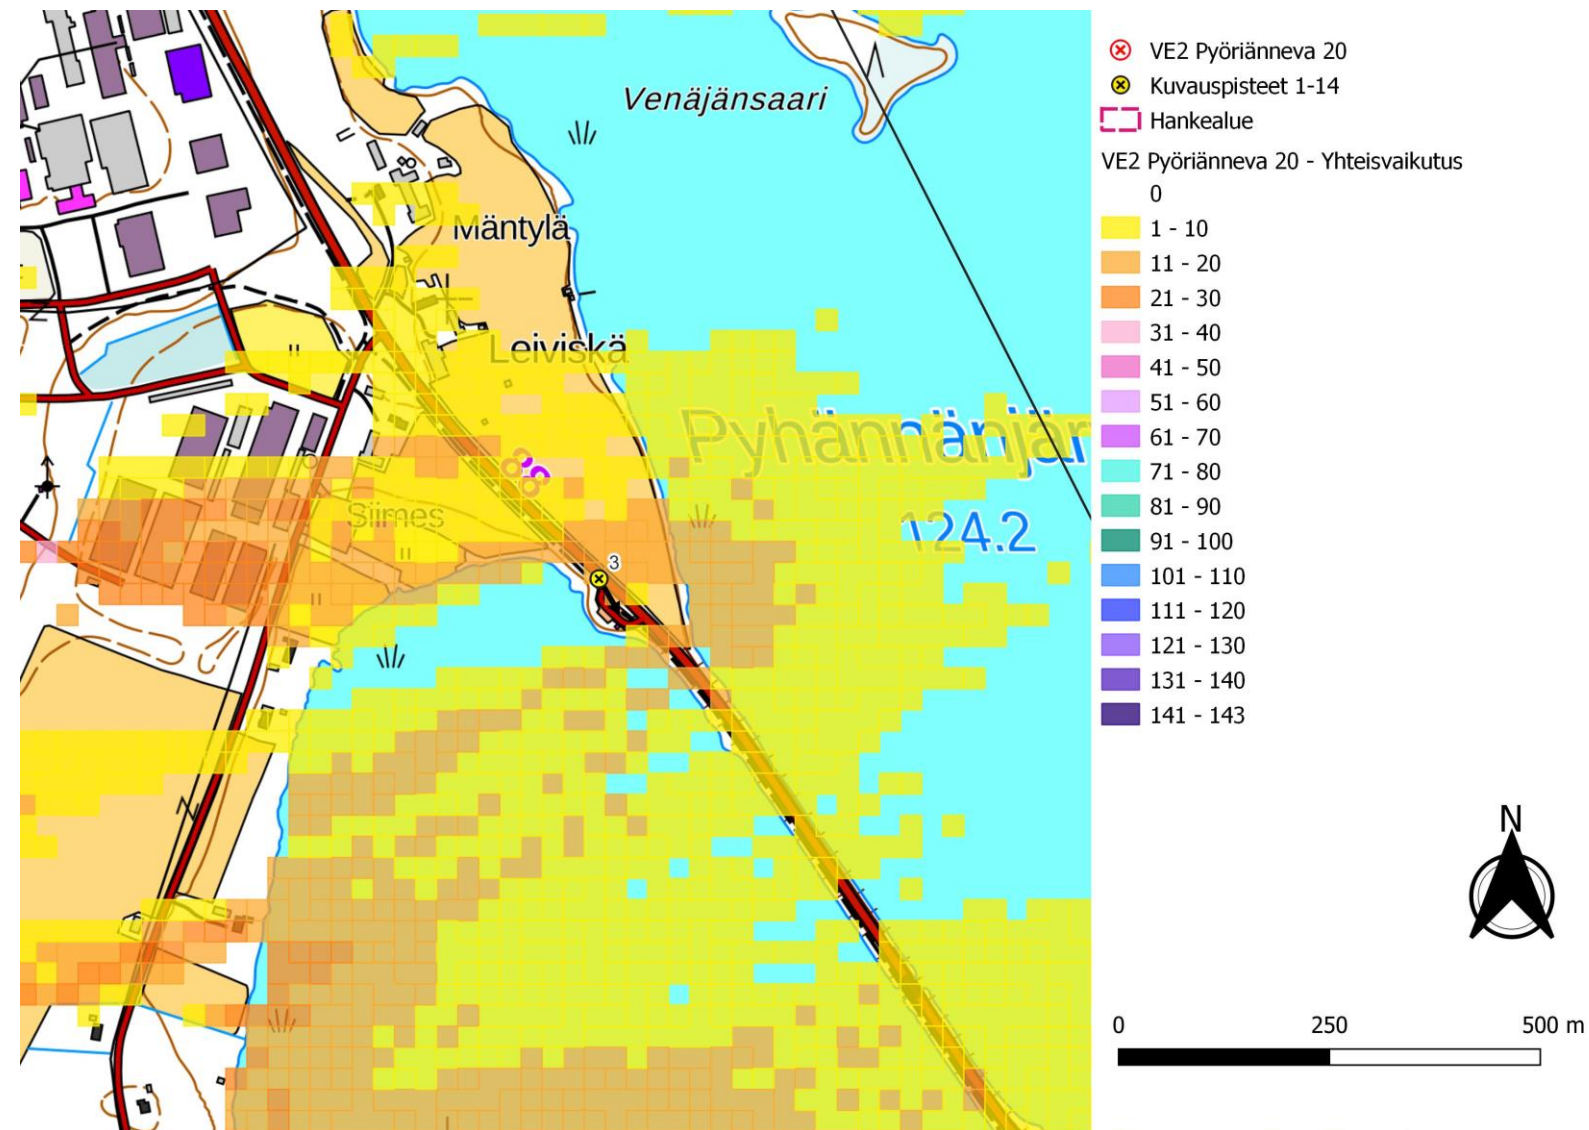 Venäjänsaari
Mäntylä
Leiviskä
Siimes
3
124.2
VE2 Pyöriänneva 20
Kuvauspisteet 1-14
Hankealue
VE2 Pyöriänneva 20 - Yhteisvaikutus
0
1 - 10
11 - 20
21 - 30
31 - 40
41 - 50
51 - 60
61 - 70
71 - 80
81 - 90
91 - 100
101 - 110
111 - 120
121 - 130
131 - 140
141 - 143
N
0 250 500 m